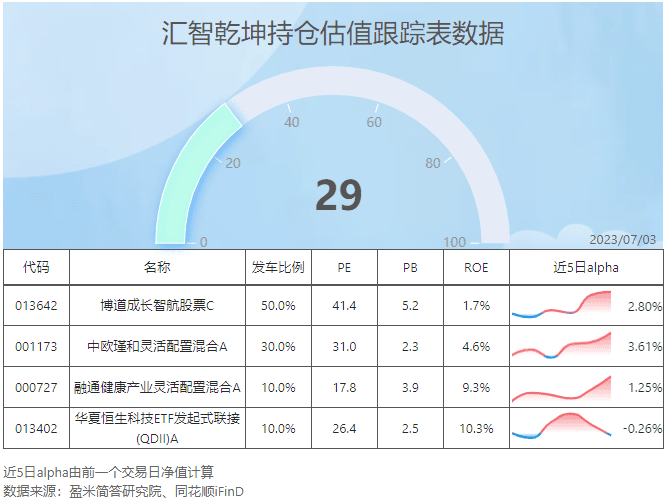 汇智乾坤持仓估值跟踪表数据
40 60
20 80
29
0 100
2023/07/03
代码 名称 发车比例 PE PB ROE 近5日alpha
013642 博道成长智航股票C 50.0% 41.4 5.2 1.7% 2.80%
001173 中欧瑾和灵活配置混合A 30.0% 31.0 2.3 4.6% 3.61%
000727 融通健康产业灵活配置混合A 10.0% 17.8 3.9 9.3% 1.25%
华夏恒生科技ETF发起式联接
013402 (QDII)A 10.0% 26.4 2.5 10.3% -0.26%
近5日alpha由前一个交易日净值计算
数据来源：盈米简答研究院、同花顺iFinD